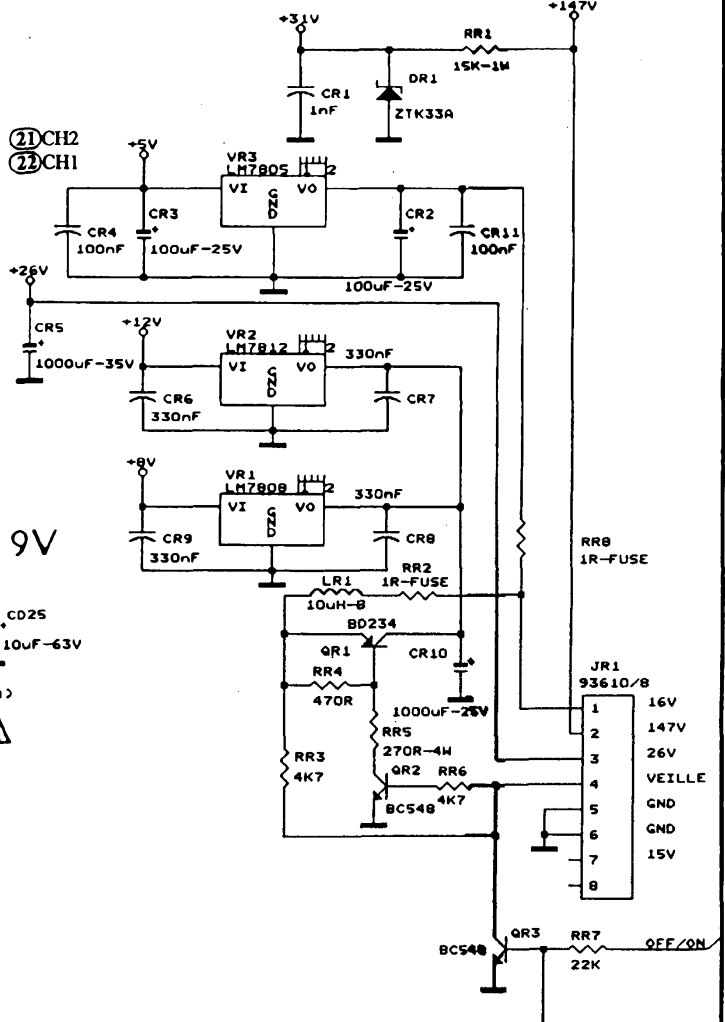 +31V
+147V
RR1
15K-1W
CR1
1nF
DR1
ZTK33A
21 CH2
22 CH1
+5V
VR3
LM7805
1
2
VI
GND
VO
CR4
100nF
CR3
100uF-25V
CR2
100uF-25V
CR11
100nF
+26V
CR5
1000uF-35V
+12V
VR2
LM7812
2
VI
GND
VO
330nF
CR6
330nF
CR7
+8V
VR1
LM7808
2
VI
GND
VO
330nF
CR9
330nF
CR8
9V
CD25
10uF-63V
RR8
1R-FUSE
LR1
10uH-B
RR2
1R-FUSE
BD234
QR1
CR10
1000uF-25V
RR4
470R
RR5
270R-4W
RR3
4K7
QR2
BC548
RR6
4K7
JR1
93610/8
1 16V
2 147V
3 26V
4 VEILLE
5 GND
6 GND
7 15V
8
QR3
BC548
RR7
22K
OFF/ON